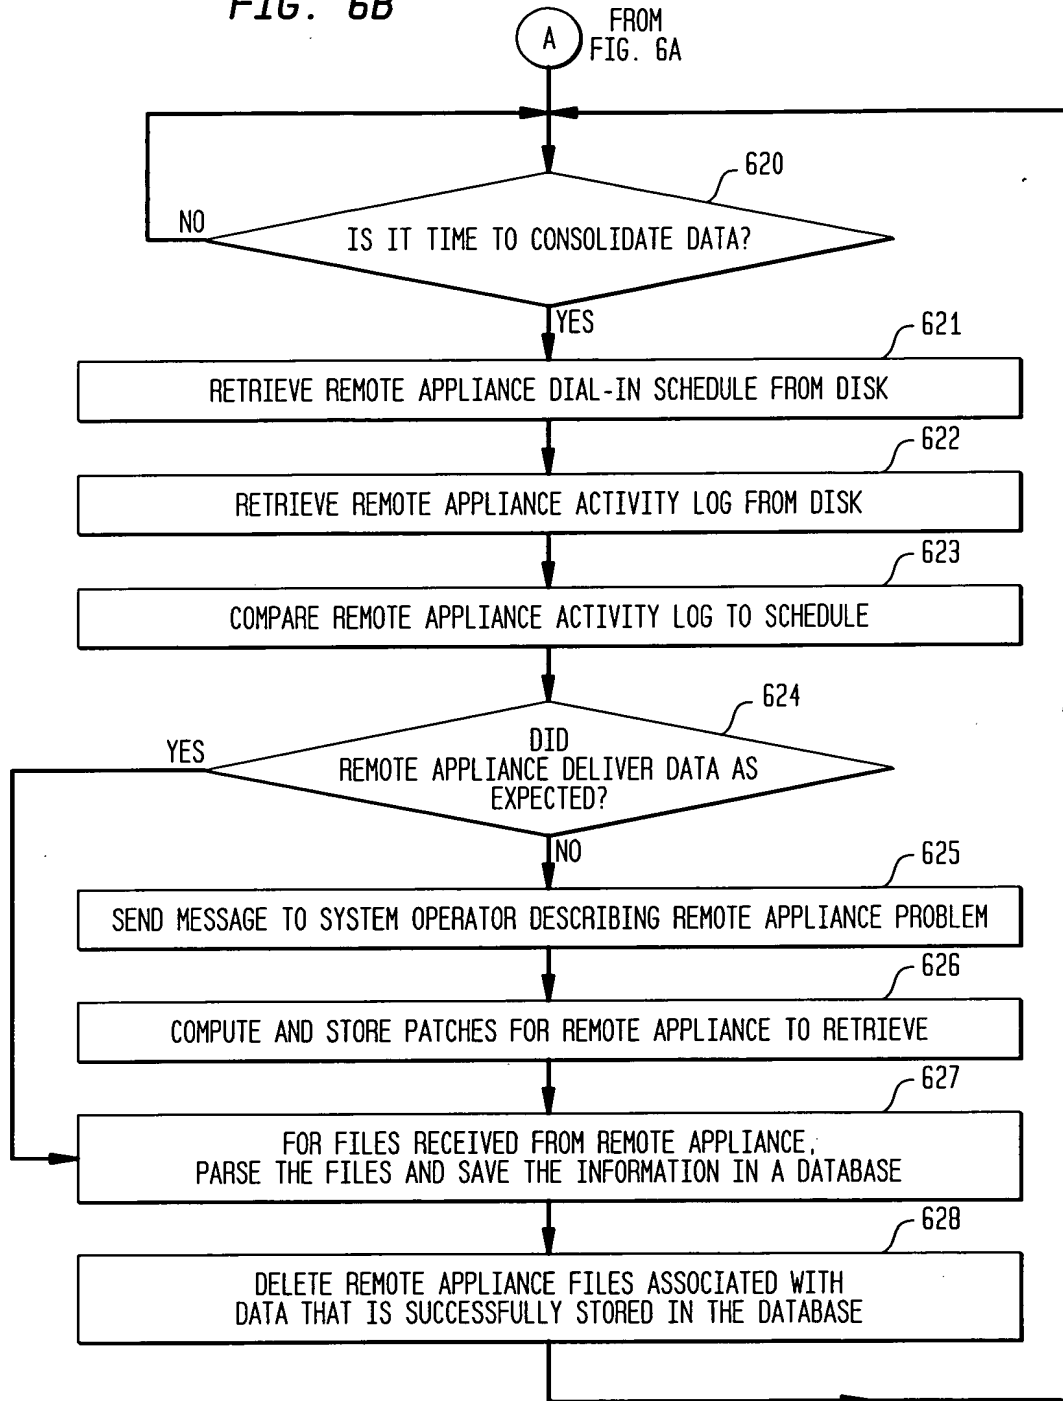 FIG. 6B
A
FROM
FIG. 6A
620
NO
IS IT TIME TO CONSOLIDATE DATA?
YES
621
RETRIEVE REMOTE APPLIANCE DIAL-IN SCHEDULE FROM DISK
622
RETRIEVE REMOTE APPLIANCE ACTIVITY LOG FROM DISK
623
COMPARE REMOTE APPLIANCE ACTIVITY LOG TO SCHEDULE
624
YES
DID
REMOTE APPLIANCE DELIVER DATA AS
EXPECTED?
NO
625
SEND MESSAGE TO SYSTEM OPERATOR DESCRIBING REMOTE APPLIANCE PROBLEM
626
COMPUTE AND STORE PATCHES FOR REMOTE APPLIANCE TO RETRIEVE
627
FOR FILES RECEIVED FROM REMOTE APPLIANCE,
PARSE THE FILES AND SAVE THE INFORMATION IN A DATABASE
628
DELETE REMOTE APPLIANCE FILES ASSOCIATED WITH
DATA THAT IS SUCCESSFULLY STORED IN THE DATABASE